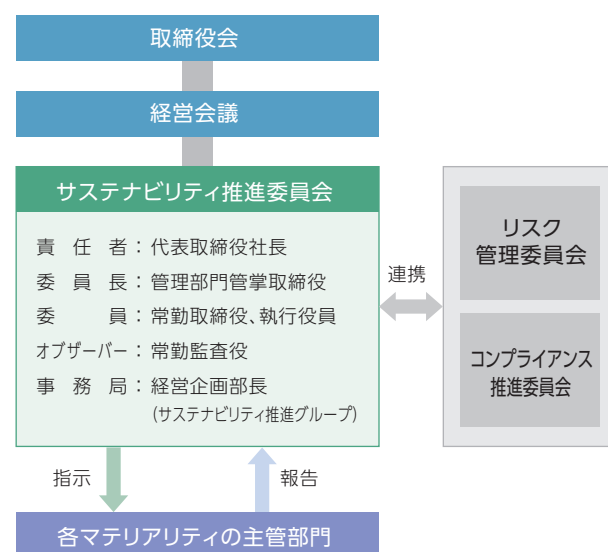 取締役会
経営会議
サステナビリティ推進委員会
責任者：代表取締役社長
委員長：管理部門管掌取締役
委員：常勤取締役、執行役員
オブザーバー：常勤監査役
事務局：経営企画部長
(サステナビリティ推進グループ)
連携
リスク
管理委員会
コンプライアンス
推進委員会
指示
報告
各マテリアリティの主管部門